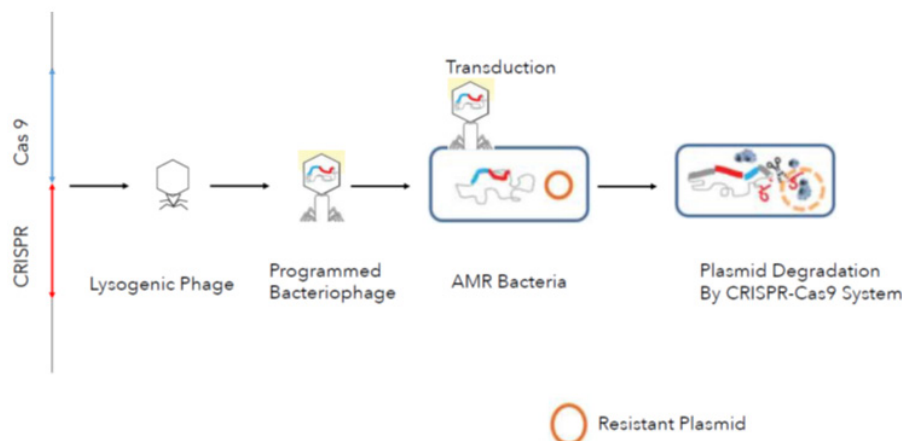 Cas 9
CRISPR
Lysogenic Phage
Programmed
Bacteriophage
Transduction
AMR Bacteria
Plasmid Degradation
By CRISPR-Cas9 System
Resistant Plasmid